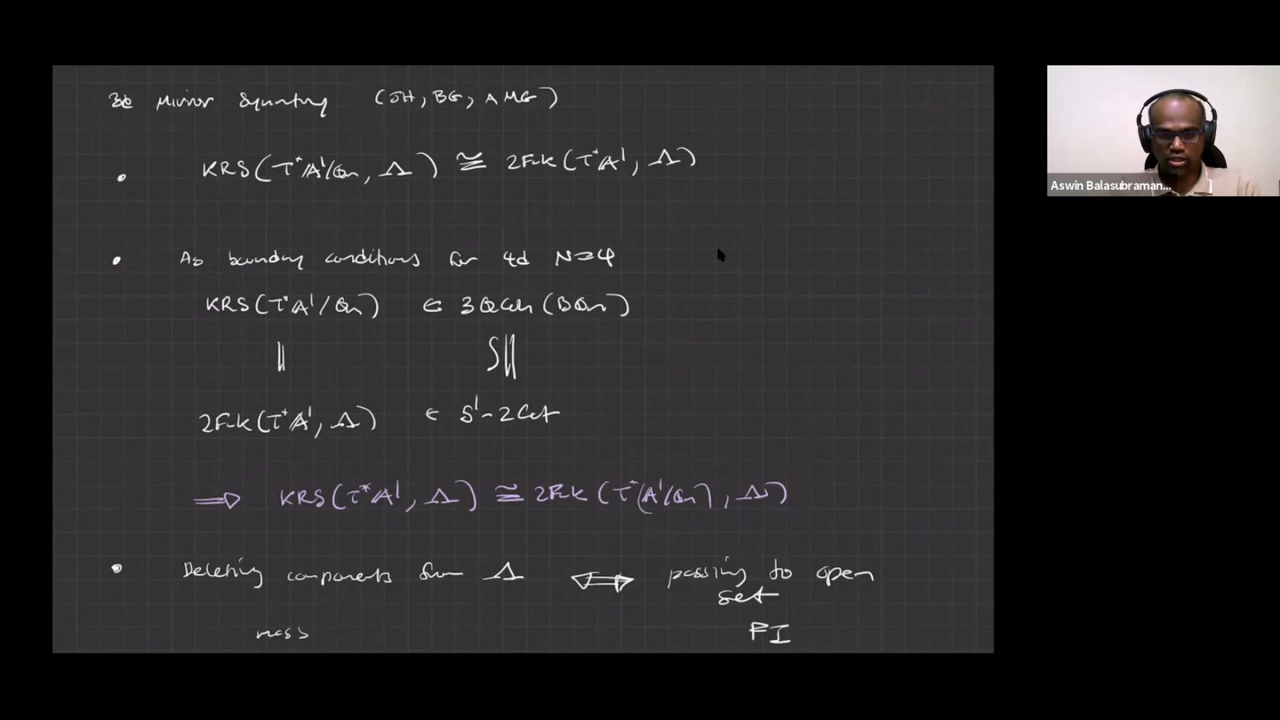 3d Mirror Symmetry (JH, BG, AMG)
• KRS(T*A¹/Gm, Λ) ≅ 2Fuk(T*A¹, Λ)
Aswin Balasubraman...
• As boundary conditions for 4d N=4
KRS(T*A¹/Gm) ∈ 3QCoh(BGm)
|| S||
2Fuk(T*A¹, Λ) ∈ S¹-2Cat
⇒ KRS(T*A¹, Λ) ≅ 2Fuk(T*(A¹/Gm), Λ)
• Deleting components from Λ ⟺ passing to open
set
mass FI